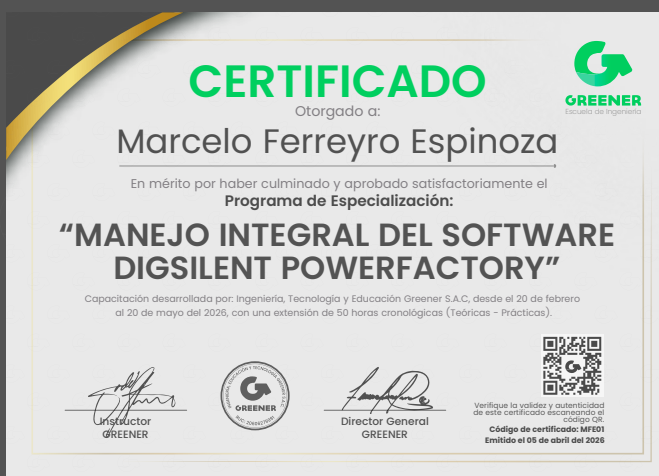 CERTIFICADO
GREENER
Escuela de Ingeniería
Otorgado a:
Marcelo Ferreyro Espinoza
En mérito por haber culminado y aprobado satisfactoriamente el
Programa de Especialización:
“MANEJO INTEGRAL DEL SOFTWARE
DIGSILENT POWERFACTORY”
Capacitación desarrollada por: Ingeniería, Tecnología y Educación Greener S.A.C, desde el 20 de febrero
al 20 de mayo del 2026, con una extensión de 50 horas cronológicas (Teóricas - Prácticas).
GREENER
Instructor
GREENER
Director General
GREENER
Verifique la validez y autenticidad
de este certificado escaneando el
código QR.
Código de certificado: MFE01
Emitido el 05 de abril del 2026